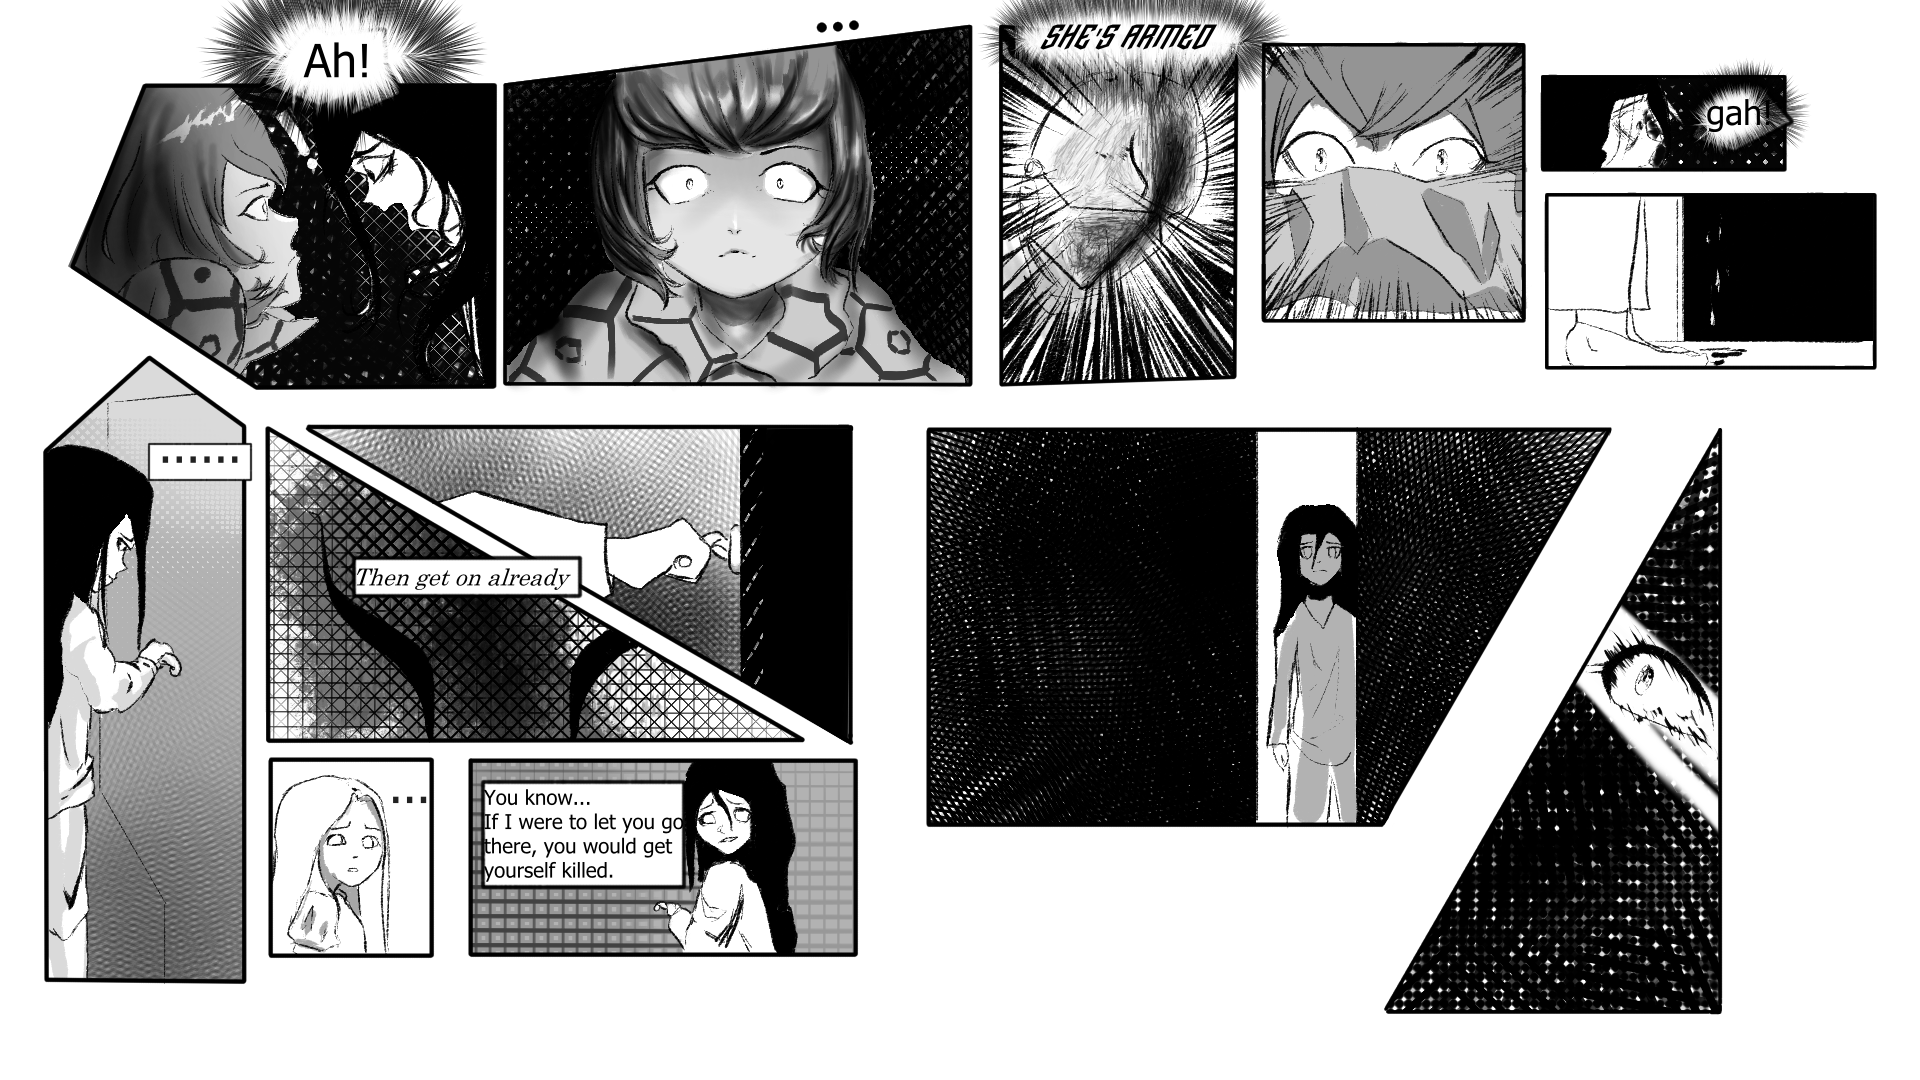 Ah!
...
SHE'S ARMED
gah!
......
Then get on already
...
You know...
If I were to let you go
there, you would get
yourself killed.